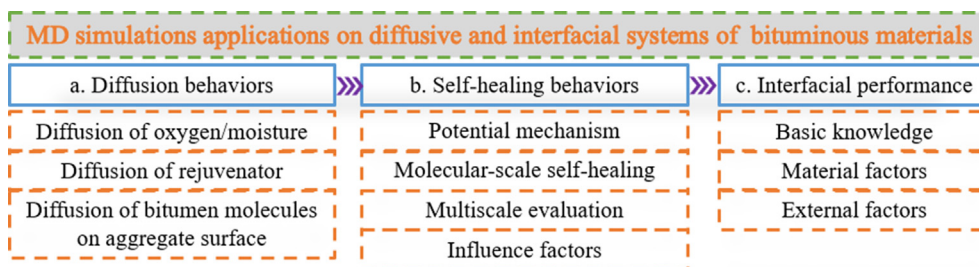 MD simulations applications on diffusive and interfacial systems of bituminous materials
a. Diffusion behaviors
Diffusion of oxygen/moisture
Diffusion of rejuvenator
Diffusion of bitumen molecules
on aggregate surface
b. Self-healing behaviors
Potential mechanism
Molecular-scale self-healing
Multiscale evaluation
Influence factors
c. Interfacial performance
Basic knowledge
Material factors
External factors